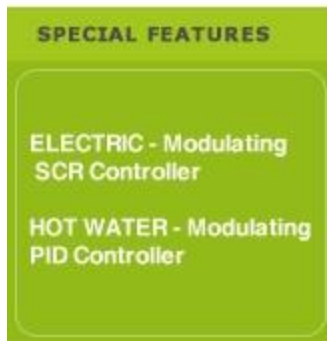 SPECIAL FEATURES
ELECTRIC - Modulating
SCR Controller
HOT WATER - Modulating
PID Controller